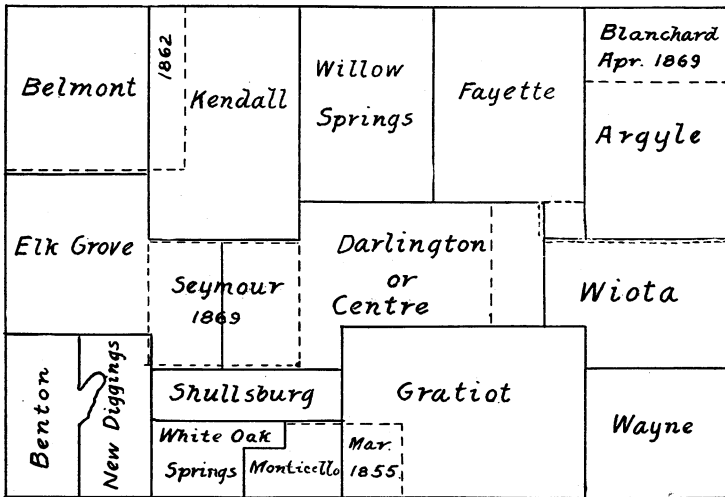 Belmont
1862
Kendall
Willow
Springs
Fayette
Blanchard
Apr. 1869
Argyle
Elk Grove
Seymour
1869
Darlington
or
Centre
Wiota
Benton
New Diggings
Shullsburg
Gratiot
Wayne
White Oak
Springs
Monticello
Mar.
1855